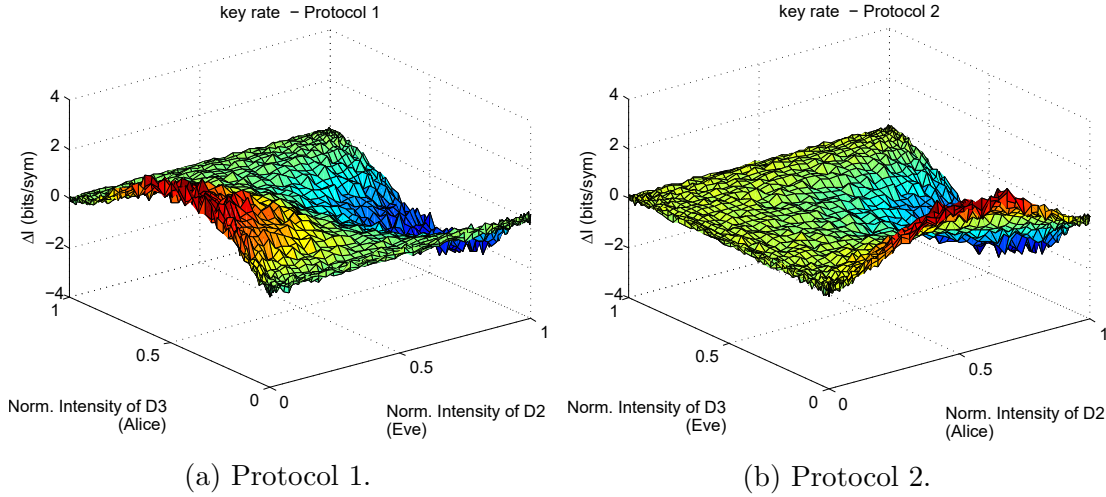 key rate − Protocol 1
4
2
0
−2
−4
ΔI (bits/sym)
1
0.5
0
0
0.5
1
Norm. Intensity of D3
(Alice)
Norm. Intensity of D2
(Eve)
(a) Protocol 1.
key rate − Protocol 2
4
2
0
−2
−4
ΔI (bits/sym)
1
0.5
0
0
0.5
1
Norm. Intensity of D3
(Eve)
Norm. Intensity of D2
(Alice)
(b) Protocol 2.